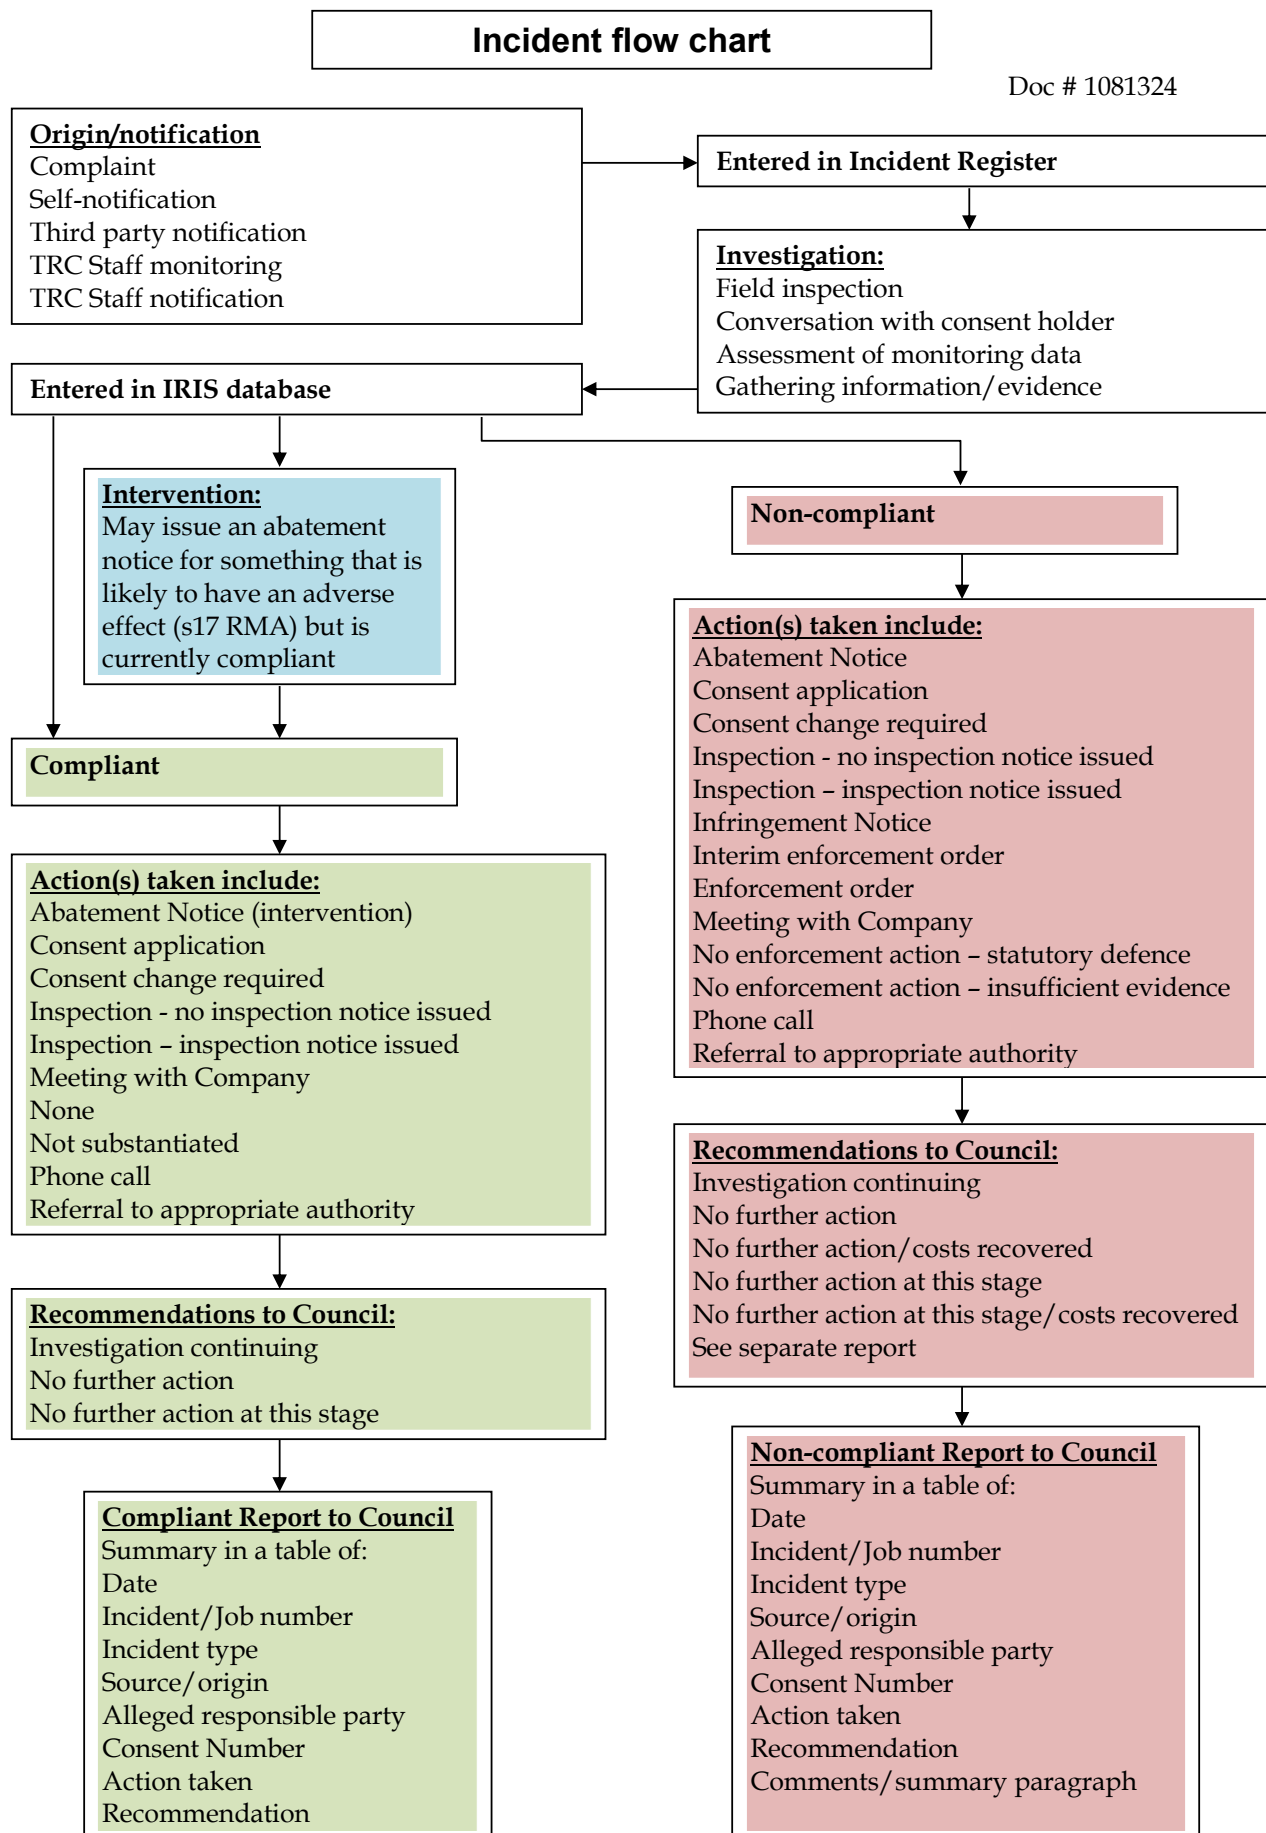 Incident flow chart
Doc # 1081324
Origin/notification
Complaint
Self-notification
Third party notification
TRC Staff monitoring
TRC Staff notification
Entered in Incident Register
Investigation:
Field inspection
Conversation with consent holder
Assessment of monitoring data
Gathering information/evidence
Entered in IRIS database
Intervention:
May issue an abatement
notice for something that is
likely to have an adverse
effect (s17 RMA) but is
currently compliant
Non-compliant
Compliant
Action(s) taken include:
Abatement Notice (intervention)
Consent application
Consent change required
Inspection - no inspection notice issued
Inspection – inspection notice issued
Meeting with Company
None
Not substantiated
Phone call
Referral to appropriate authority
Action(s) taken include:
Abatement Notice
Consent application
Consent change required
Inspection - no inspection notice issued
Inspection – inspection notice issued
Infringement Notice
Interim enforcement order
Enforcement order
Meeting with Company
No enforcement action – statutory defence
No enforcement action – insufficient evidence
Phone call
Referral to appropriate authority
Recommendations to Council:
Investigation continuing
No further action
No further action at this stage
Recommendations to Council:
Investigation continuing
No further action
No further action/costs recovered
No further action at this stage
No further action at this stage/costs recovered
See separate report
Compliant Report to Council
Summary in a table of:
Date
Incident/Job number
Incident type
Source/origin
Alleged responsible party
Consent Number
Action taken
Recommendation
Non-compliant Report to Council
Summary in a table of:
Date
Incident/Job number
Incident type
Source/origin
Alleged responsible party
Consent Number
Action taken
Recommendation
Comments/summary paragraph